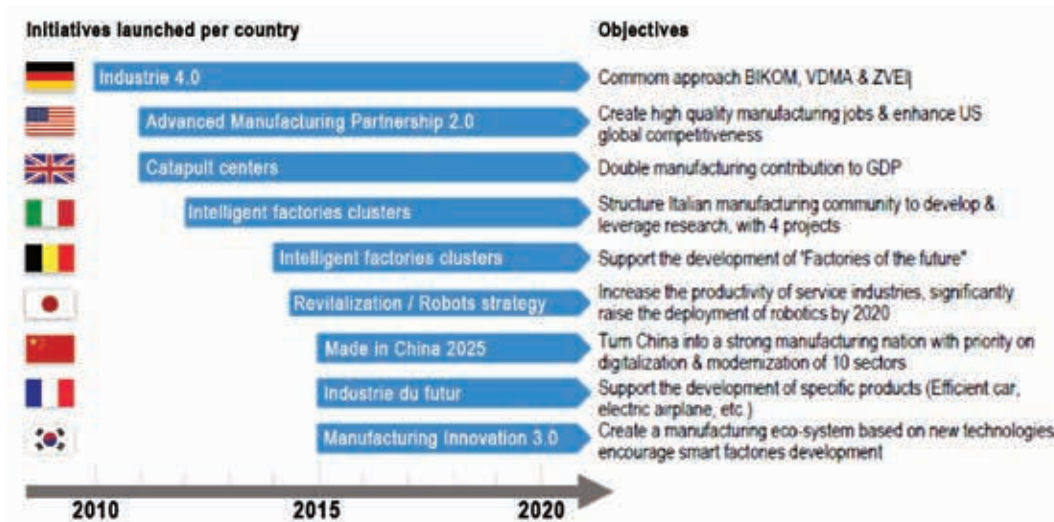 Initiatives launched per country
Objectives
Industrie 4.0
Commom approach BIKOM, VDMA & ZVEI|
Advanced Manufacturing Partnership 2.0
Create high quality manufacturing jobs & enhance US
global competitiveness
Catapult centers
Double manufacturing contribution to GDP
Intelligent factories clusters
Structure Italian manufacturing community to develop &
leverage research, with 4 projects
Intelligent factories clusters
Support the development of "Factories of the future"
Revitalization / Robots strategy
Increase the productivity of service industries, significantly
raise the deployment of robotics by 2020
Made in China 2025
Turn China into a strong manufacturing nation with priority on
digitalization & modernization of 10 sectors
Industrie du futur
Support the development of specific products (Efficient car,
electric airplane, etc.)
Manufacturing Innovation 3.0
Create a manufacturing eco-system based on new technologies,
encourage smart factories development
2010
2015
2020